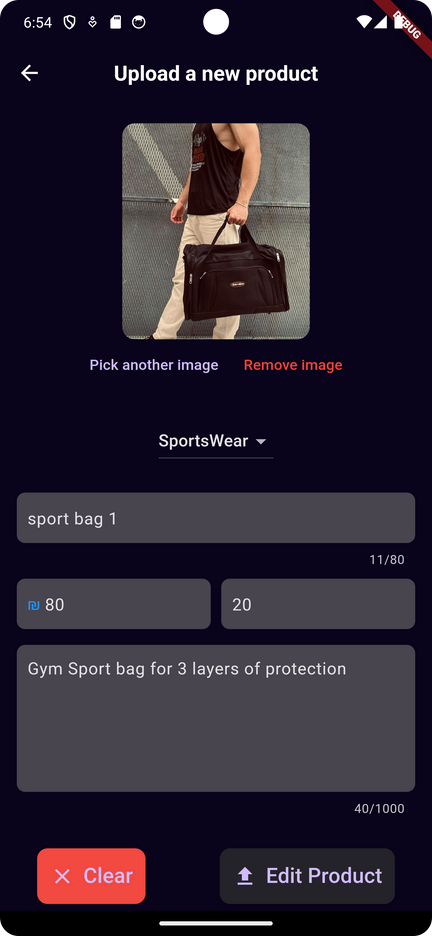 6:54
DEBUG
Upload a new product
Pick another image
Remove image
SportsWear
sport bag 1
11/80
₪ 80
20
Gym Sport bag for 3 layers of protection
40/1000
Clear
Edit Product